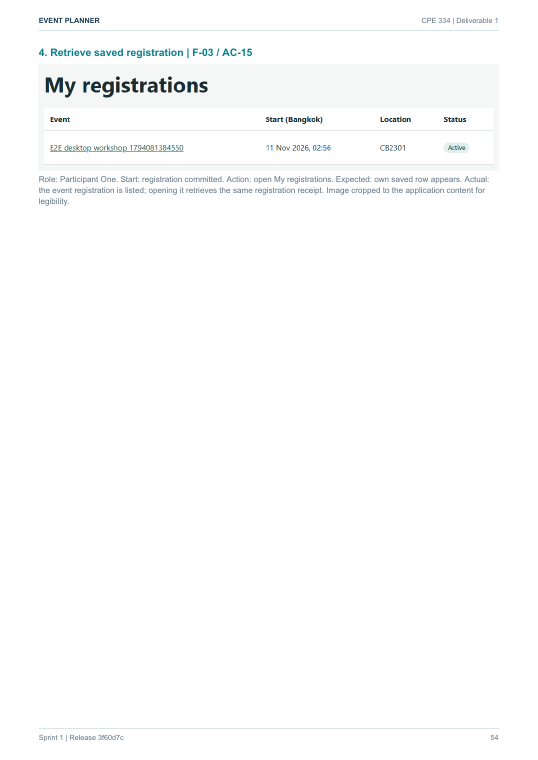 EVENT PLANNER
CPE 334 | Deliverable 1
4. Retrieve saved registration | F-03 / AC-15
My registrations
Event Start (Bangkok) Location Status
E2E desktop workshop 1794081384550 11 Nov 2026, 02:56 CB2301 Active
Role: Participant One. Start: registration committed. Action: open My registrations. Expected: own saved row appears. Actual:
the event registration is listed; opening it retrieves the same registration receipt. Image cropped to the application content for
legibility.
Sprint 1 | Release 3f60d7c
54